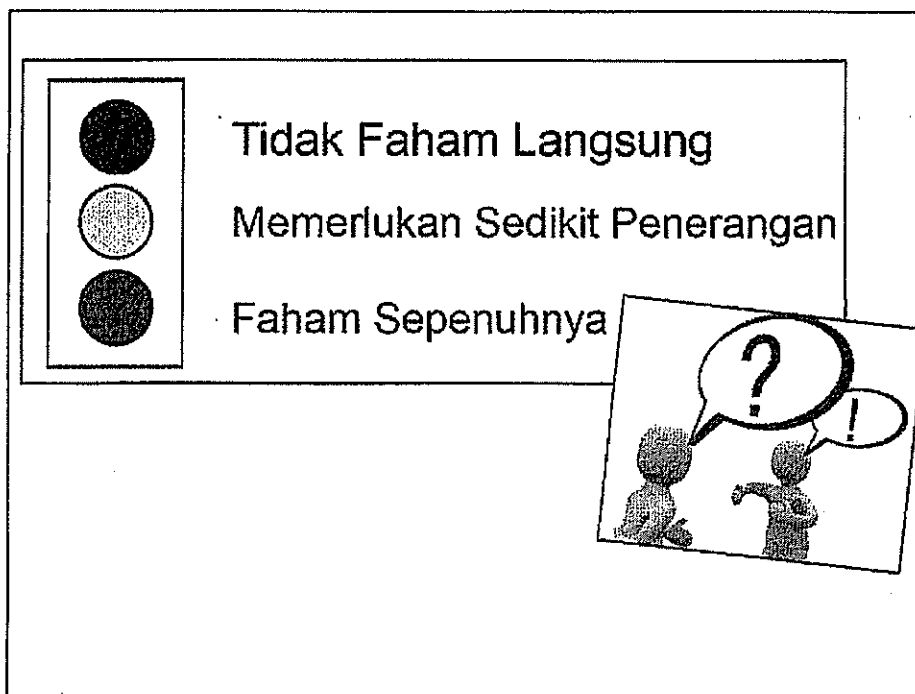 Tidak Faham Langsung
Memerlukan Sedikit Penerangan
Faham Sepenuhnya
?
!